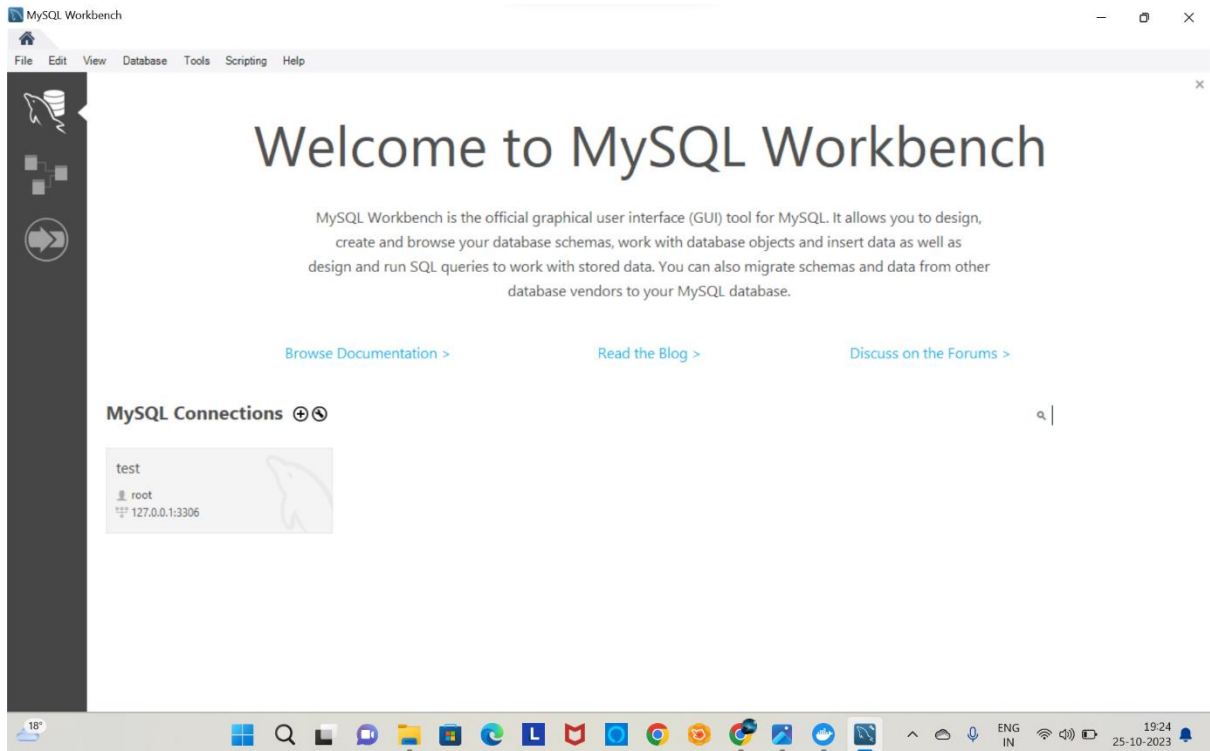 MySQL Workbench
File Edit View Database Tools Scripting Help
Welcome to MySQL Workbench
MySQL Workbench is the official graphical user interface (GUI) tool for MySQL. It allows you to design,
create and browse your database schemas, work with database objects and insert data as well as
design and run SQL queries to work with stored data. You can also migrate schemas and data from other
database vendors to your MySQL database.
Browse Documentation > Read the Blog > Discuss on the Forums >
MySQL Connections
test
root
127.0.0.1:3306
18°
L
ENG
IN
19:24
25-10-2023